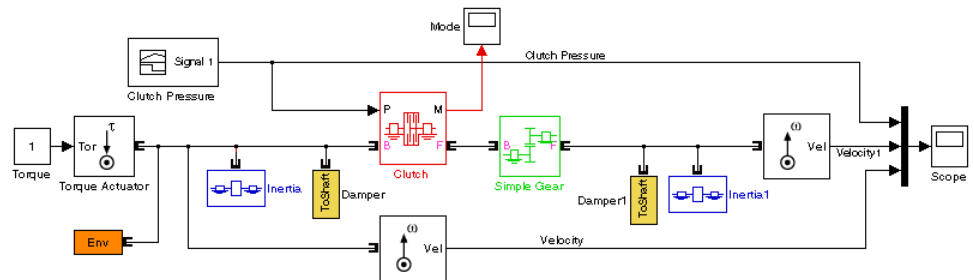 Mode
Signal 1
Clutch Pressure
Clutch Pressure
P M
B F
Clutch
1
Torque
Tor
τ
Torque Actuator
Inertia
ToShaft
Damper
B F
Simple Gear
Damper1
ToShaft
Inertia1
ω
Vel
Velocity1
Scope
Env
ω
Vel
Velocity